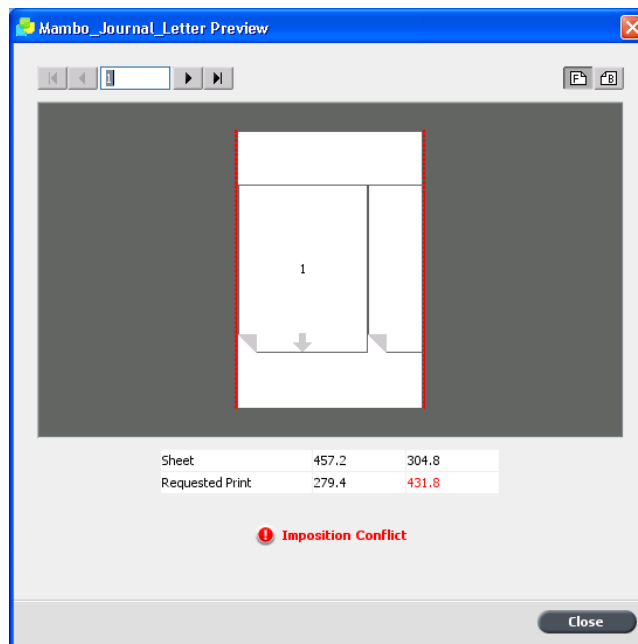 Mambo_Journal_Letter Preview
1
F B
1
Sheet 457.2 304.8
Requested Print 279.4 431.8
! Imposition Conflict
Close